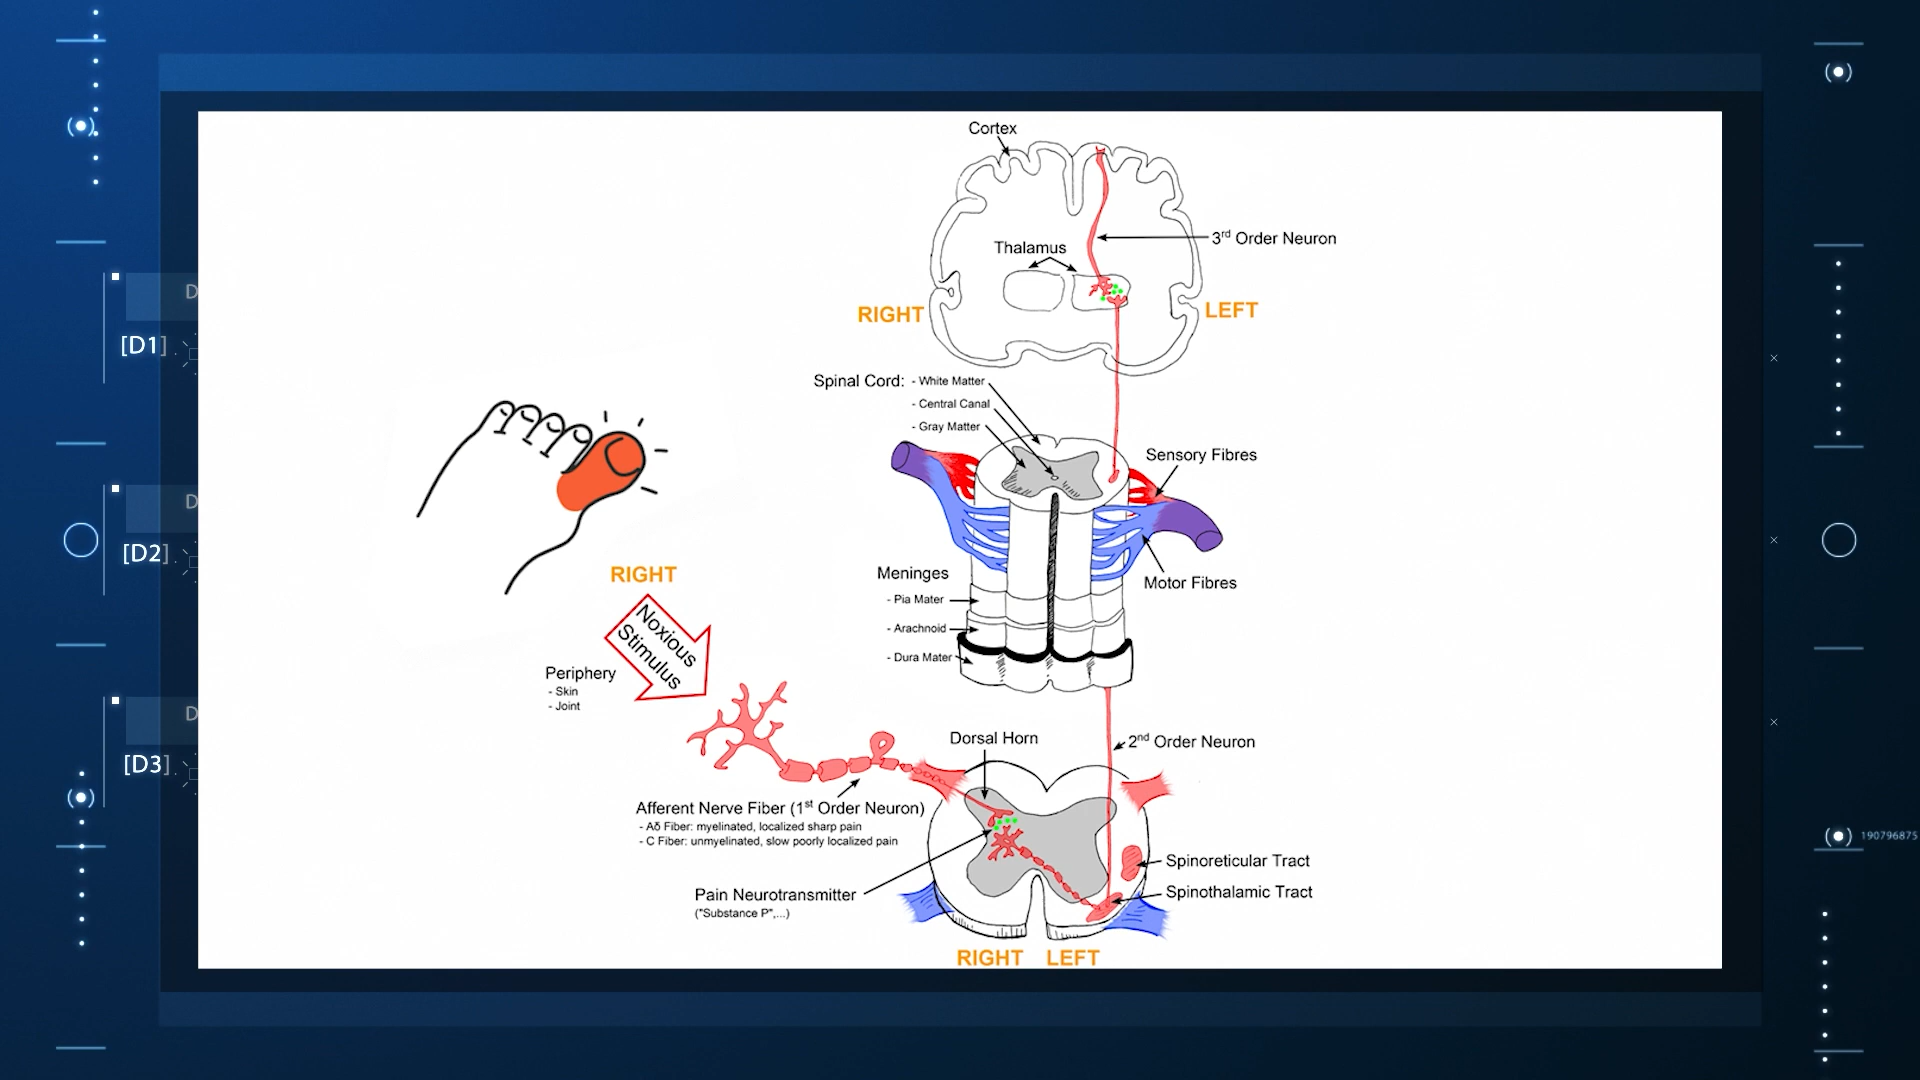 Cortex
3rd Order Neuron
Thalamus
RIGHT
LEFT
Spinal Cord:
- White Matter
- Central Canal
- Gray Matter
Sensory Fibres
Motor Fibres
Meninges
- Pia Mater
- Arachnoid
- Dura Mater
RIGHT
Noxious
Stimulus
Periphery
- Skin
- Joint
Dorsal Horn
2nd Order Neuron
Afferent Nerve Fiber (1st Order Neuron)
- Aδ Fiber: myelinated, localized sharp pain
- C Fiber: unmyelinated, slow poorly localized pain
Pain Neurotransmitter
("Substance P",...)
Spinoreticular Tract
Spinothalamic Tract
RIGHT
LEFT
D
[D1]
D
[D2]
D
[D3]
190796875